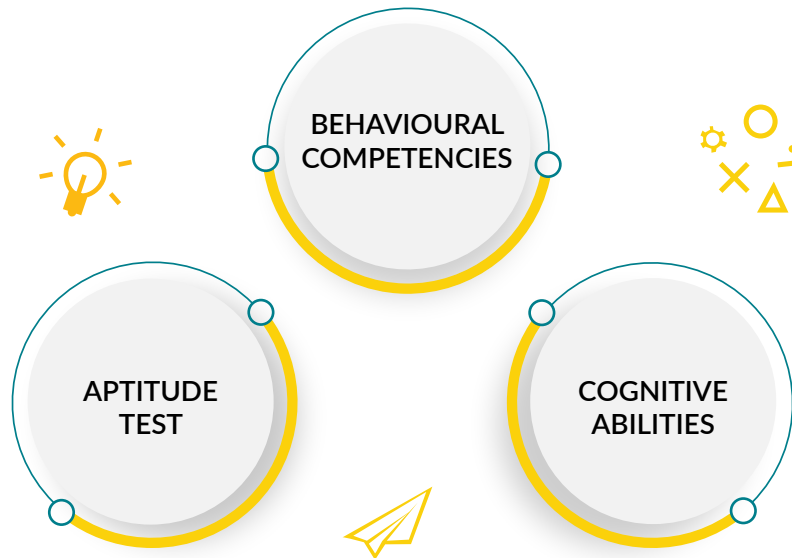 BEHAVIOURAL
COMPETENCIES
APTITUDE
TEST
COGNITIVE
ABILITIES